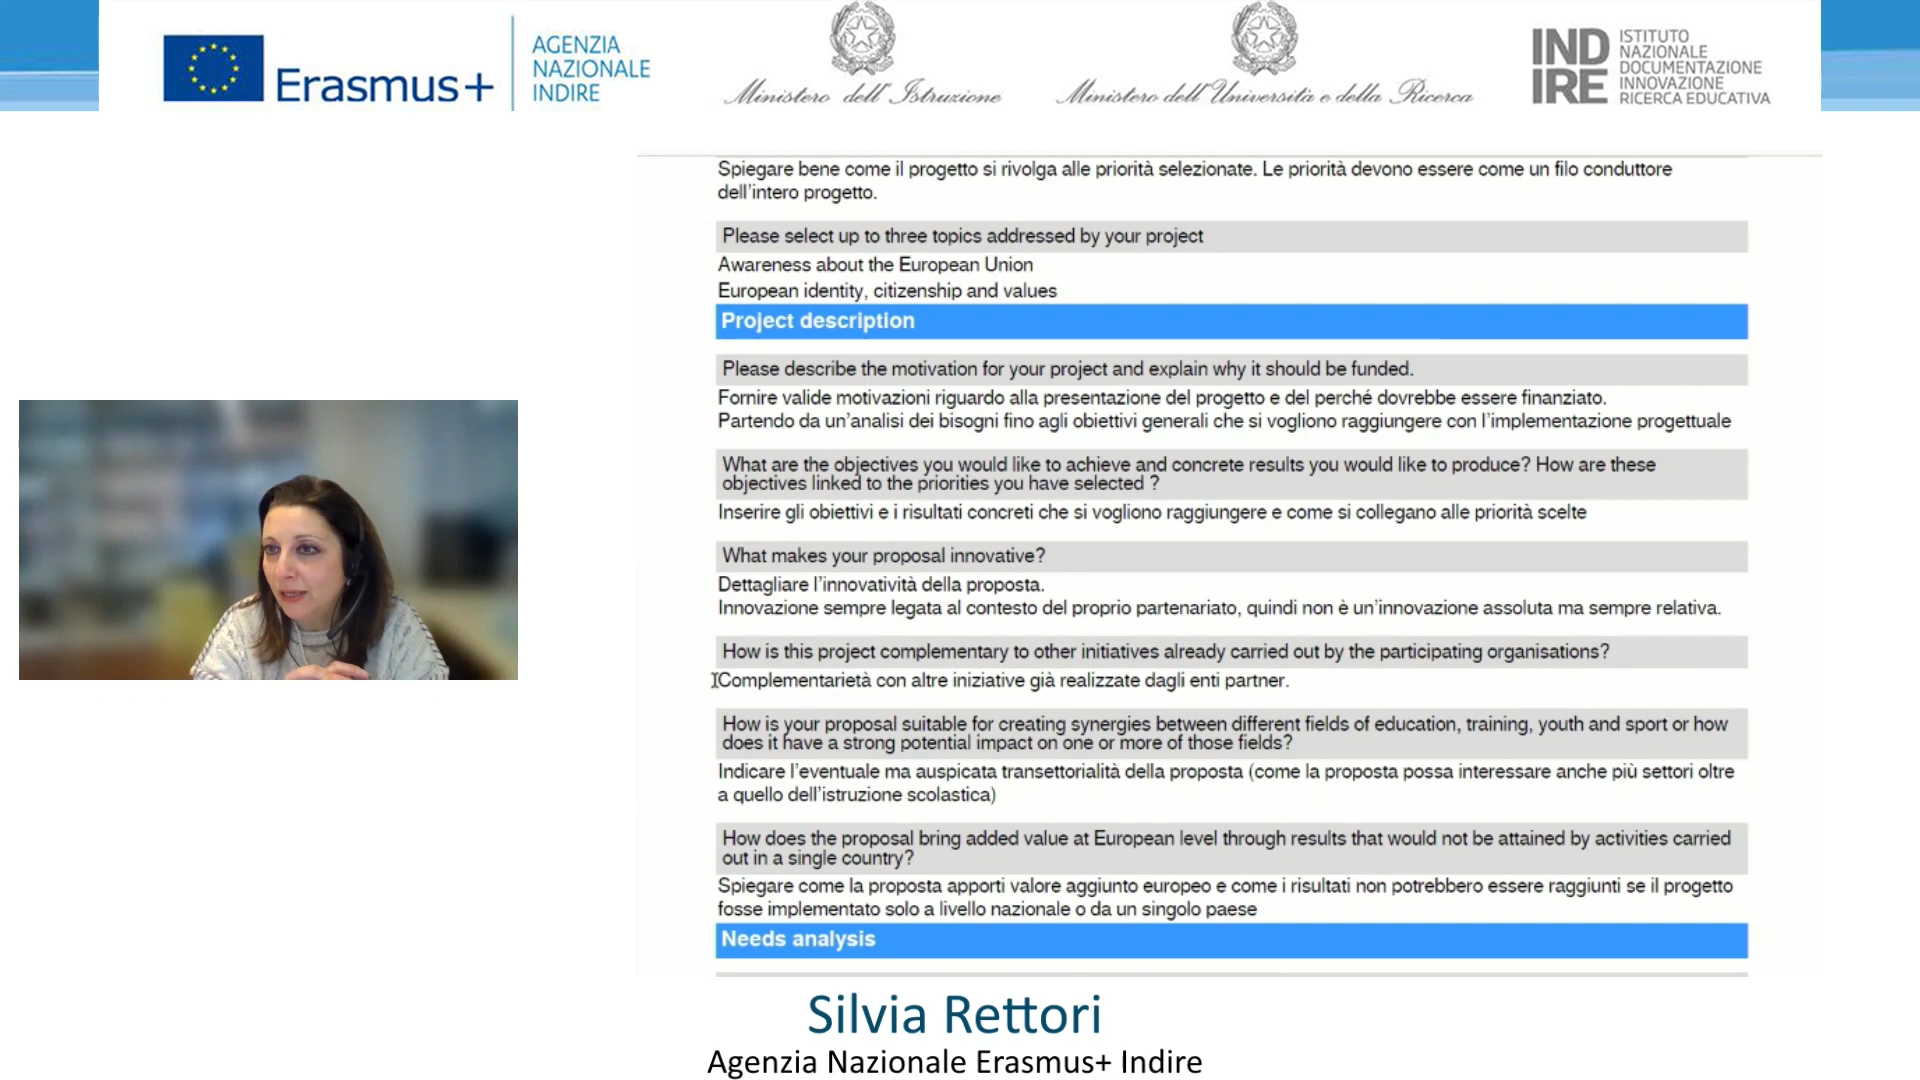 Erasmus+
AGENZIA
NAZIONALE
INDIRE
Ministero dell'Istruzione
Ministero dell'Università e della Ricerca
IND
IRE
ISTITUTO
NAZIONALE
DOCUMENTAZIONE
INNOVAZIONE
RICERCA EDUCATIVA
Spiegare bene come il progetto si rivolga alle priorità selezionate. Le priorità devono essere come un filo conduttore
dell'intero progetto.
Please select up to three topics addressed by your project
Awareness about the European Union
European identity, citizenship and values
Project description
Please describe the motivation for your project and explain why it should be funded.
Fornire valide motivazioni riguardo alla presentazione del progetto e del perché dovrebbe essere finanziato.
Partendo da un'analisi dei bisogni fino agli obiettivi generali che si vogliono raggiungere con l'implementazione progettuale
What are the objectives you would like to achieve and concrete results you would like to produce? How are these
objectives linked to the priorities you have selected ?
Inserire gli obiettivi e i risultati concreti che si vogliono raggiungere e come si collegano alle priorità scelte
What makes your proposal innovative?
Dettagliare l'innovatività della proposta.
Innovazione sempre legata al contesto del proprio partenariato, quindi non è un'innovazione assoluta ma sempre relativa.
How is this project complementary to other initiatives already carried out by the participating organisations?
Complementarietà con altre iniziative già realizzate dagli enti partner.
How is your proposal suitable for creating synergies between different fields of education, training, youth and sport or how
does it have a strong potential impact on one or more of those fields?
Indicare l'eventuale ma auspicata transettorialità della proposta (come la proposta possa interessare anche più settori oltre
a quello dell'istruzione scolastica)
How does the proposal bring added value at European level through results that would not be attained by activities carried
out in a single country?
Spiegare come la proposta apporti valore aggiunto europeo e come i risultati non potrebbero essere raggiunti se il progetto
fosse implementato solo a livello nazionale o da un singolo paese
Needs analysis
Silvia Rettori
Agenzia Nazionale Erasmus+ Indire